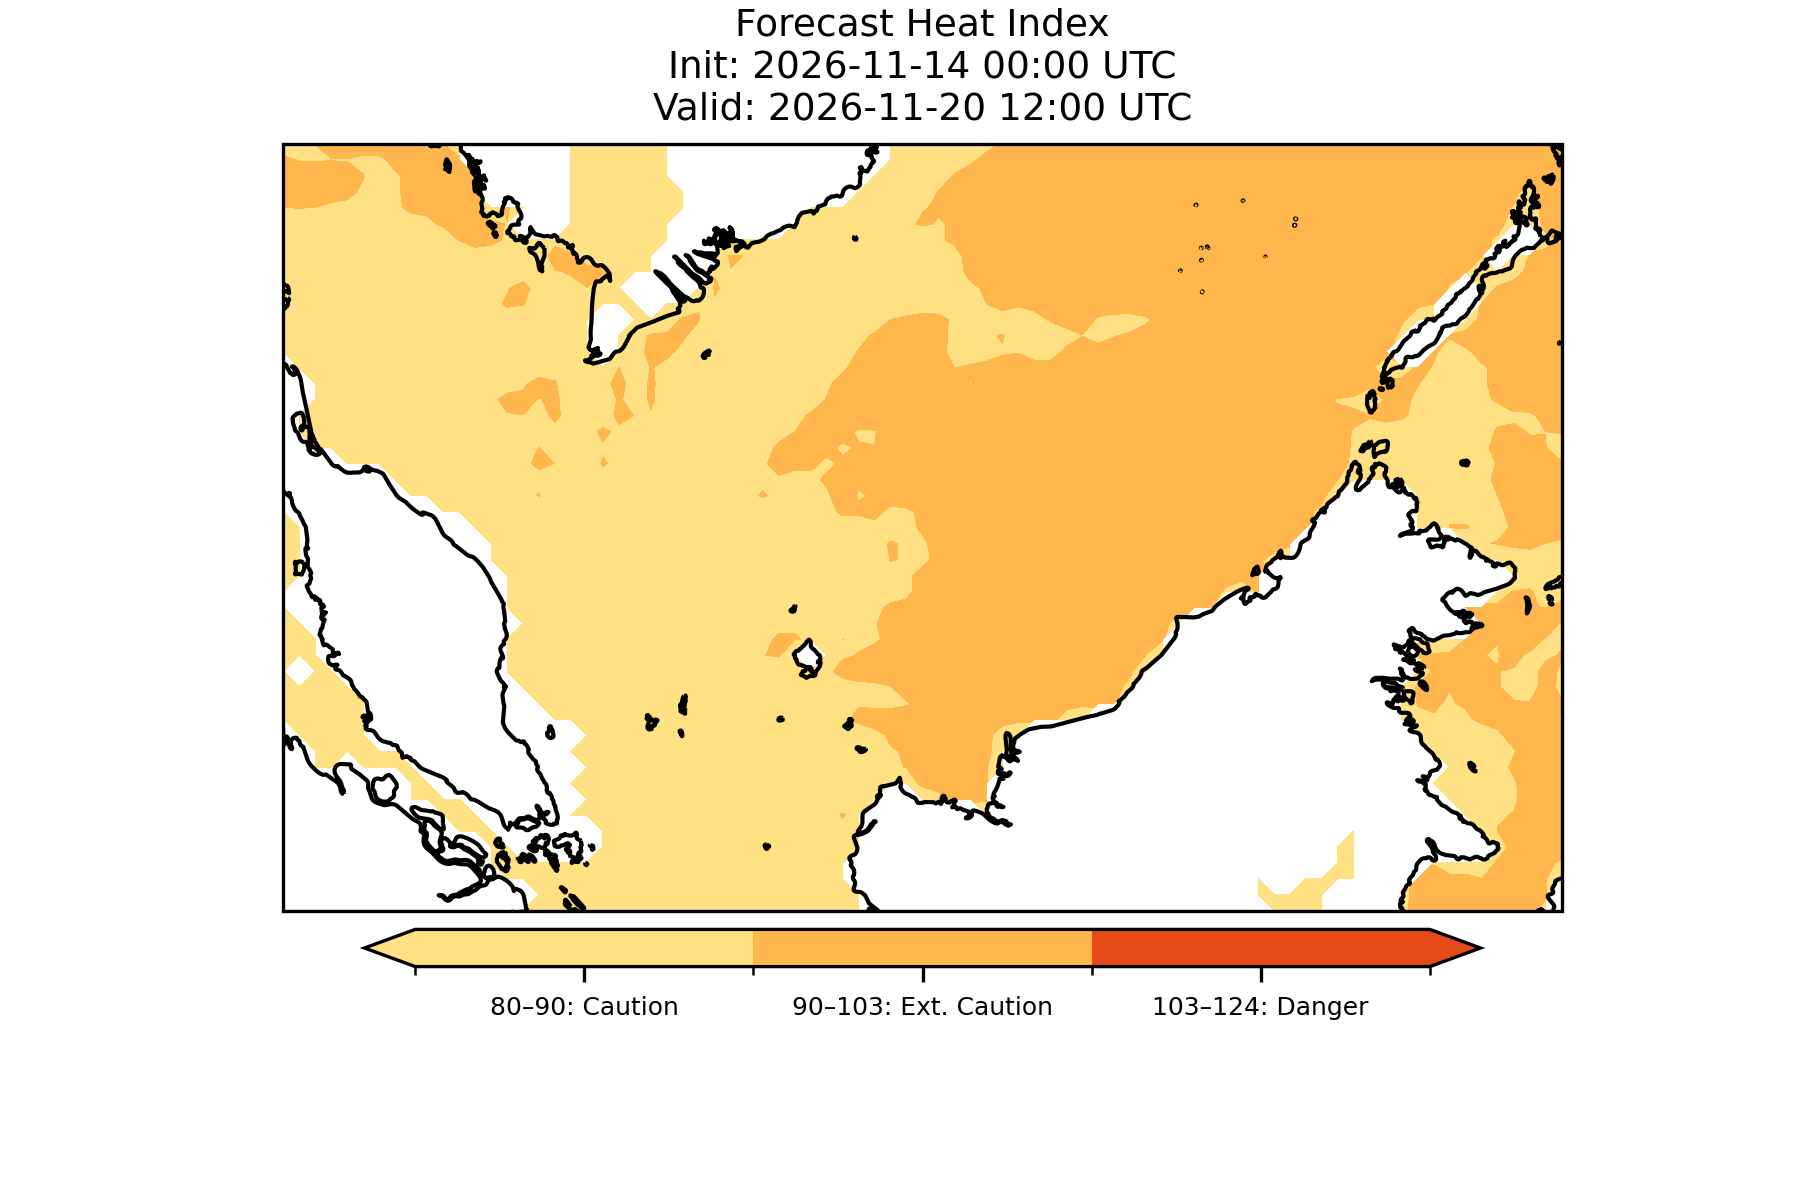 Forecast Heat Index
Init: 2026-11-14 00:00 UTC
Valid: 2026-11-20 12:00 UTC
80–90: Caution
90–103: Ext. Caution
103–124: Danger